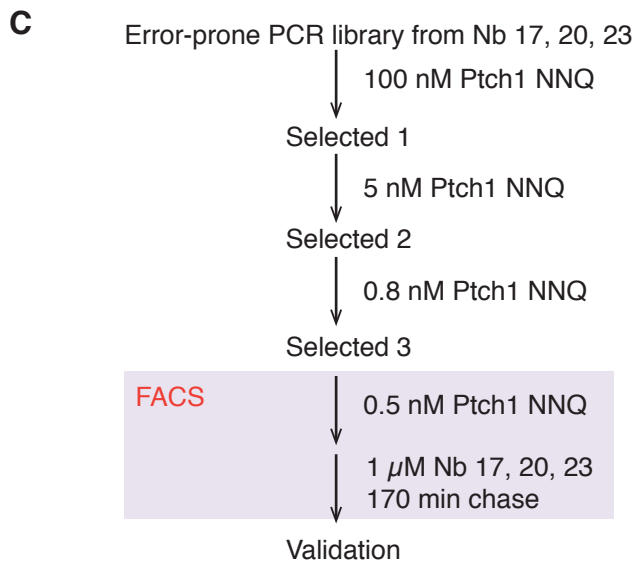 C
Error-prone PCR library from Nb 17, 20, 23
100 nM Ptch1 NNQ
Selected 1
5 nM Ptch1 NNQ
Selected 2
0.8 nM Ptch1 NNQ
Selected 3
FACS
0.5 nM Ptch1 NNQ
1 µM Nb 17, 20, 23
170 min chase
Validation